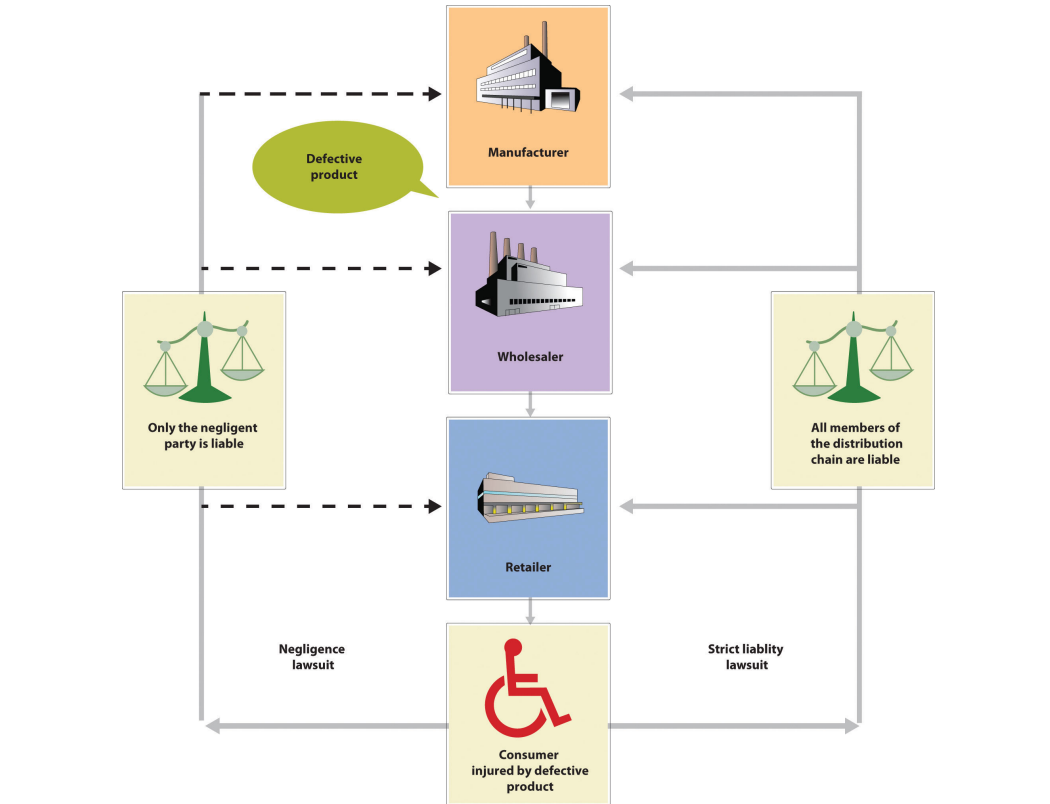 Manufacturer
Defective
product
Wholesaler
Only the negligent
party is liable
All members of
the distribution
chain are liable
Retailer
Negligence
lawsuit
Strict liablity
lawsuit
Consumer
injured by defective
product